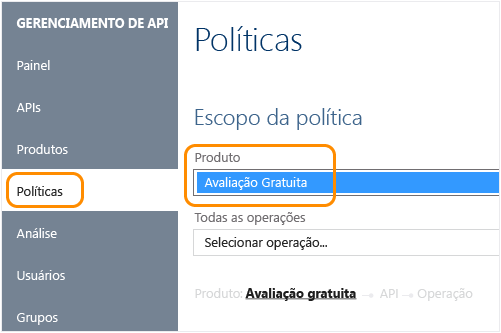 GERENCIAMENTO DE API
Painel
APIs
Produtos
Políticas
Análise
Usuários
Grupos
Políticas
Escopo da política
Produto
Avaliação Gratuita
Todas as operações
Selecionar operação...
Produto: Avaliação gratuita → API → Operação